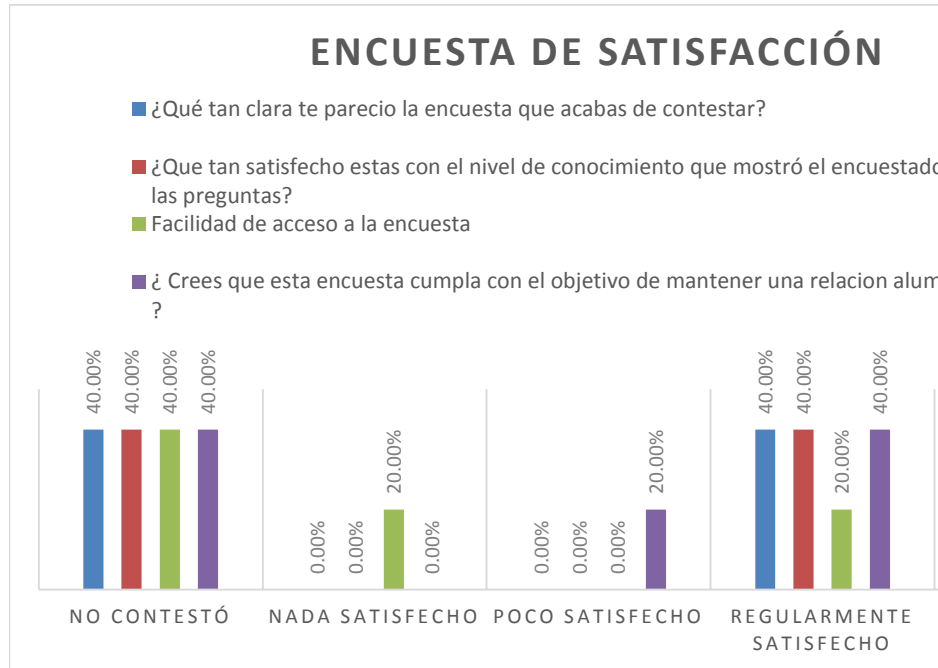 ENCUESTA DE SATISFACCIÓN
¿Qué tan clara te parecio la encuesta que acabas de contestar?
¿Que tan satisfecho estas con el nivel de conocimiento que mostró el
las preguntas?
Facilidad de acceso a la encuesta
¿ Crees que esta encuesta cumpla con el objetivo de mantener una relacion
?
40.00% 40.00% 40.00% 40.00%
0.00% 0.00% 20.00% 0.00%
0.00% 0.00% 0.00% 20.00%
40.00% 40.00% 20.00% 40.00%
NO CONTESTÓ NADA SATISFECHO POCO SATISFECHO REGULARMENTE
SATISFECHO